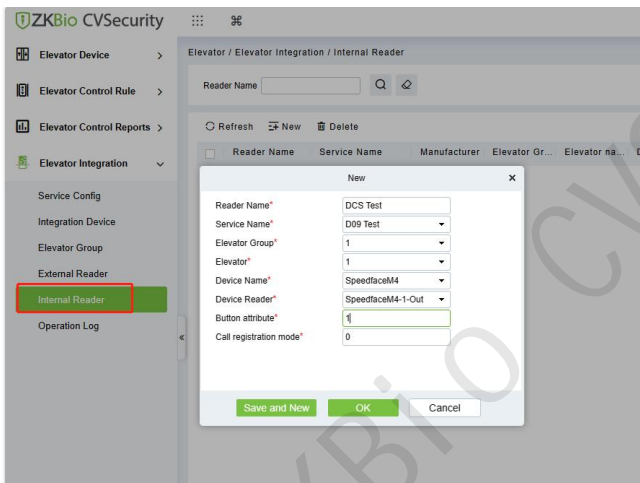 ZKBio CVSecurity
Elevator Device
Elevator Control Rule
Elevator Control Reports
Elevator Integration
Service Config
Integration Device
Elevator Group
External Reader
Internal Reader
Operation Log
Elevator / Elevator Integration / Internal Reader
Reader Name
Refresh New Delete
Reader Name Service Name Manufacturer Elevator Gr... Elevator na... D
New
Reader Name* DCS Test
Service Name* D09 Test
Elevator Group* 1
Elevator* 1
Device Name* SpeedfaceM4
Device Reader* SpeedfaceM4-1-Out
Button attribute* 1
Call registration mode* 0
Save and New OK Cancel
ZKBio CVS